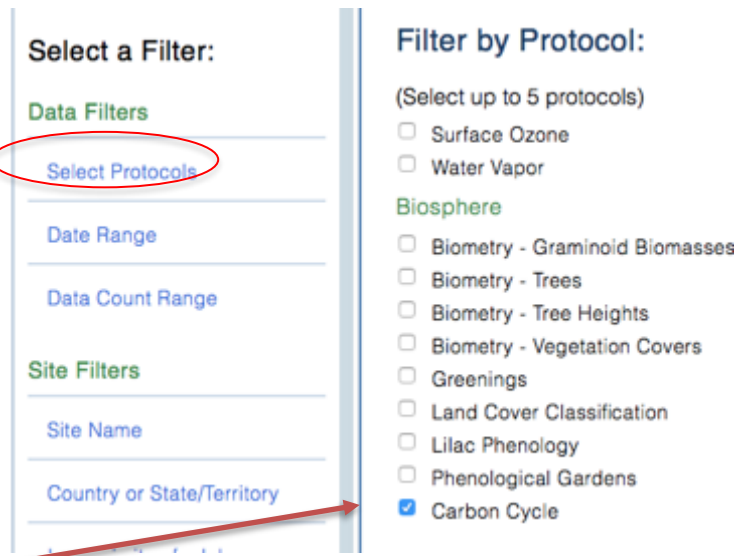 Select a Filter:
Data Filters
Select Protocols
Date Range
Data Count Range
Site Filters
Site Name
Country or State/Territory
Filter by Protocol:
(Select up to 5 protocols)
Surface Ozone
Water Vapor
Biosphere
Biometry - Graminoid Biomasses
Biometry - Trees
Biometry - Tree Heights
Biometry - Vegetation Covers
Greenings
Land Cover Classification
Lilac Phenology
Phenological Gardens
Carbon Cycle